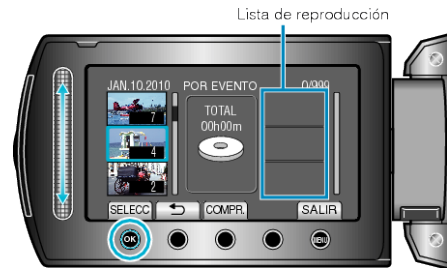 Lista de reproducción
JAN.10.2010 POR EVENTO 0/999
TOTAL
00h00m
7
4
2
SELECC COMPR. SALIR
OK MENU